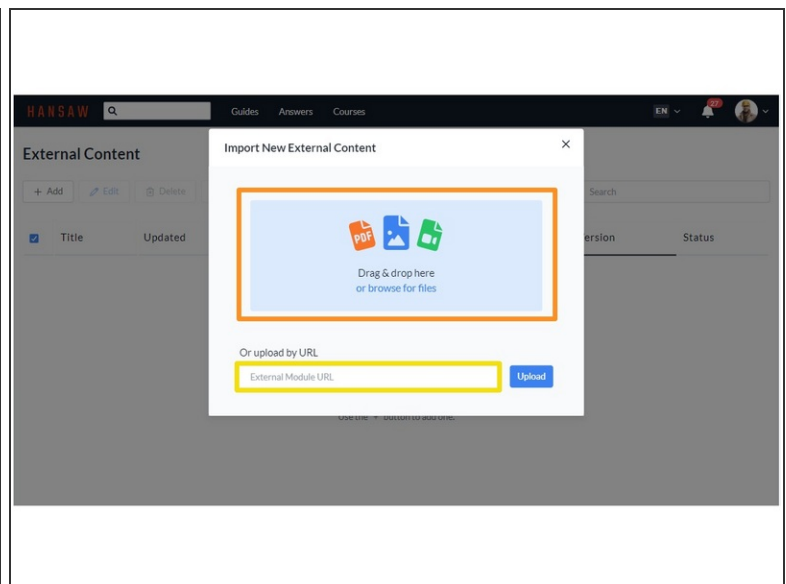 HANSAW
Guides Answers Courses
EN
27
External Content
Import New External Content
+ Add Edit Delete
Search
Title Updated
ersion Status
PDF
Drag & drop here
or browse for files
Or upload by URL
External Module URL
Upload
Use the + button to add one.